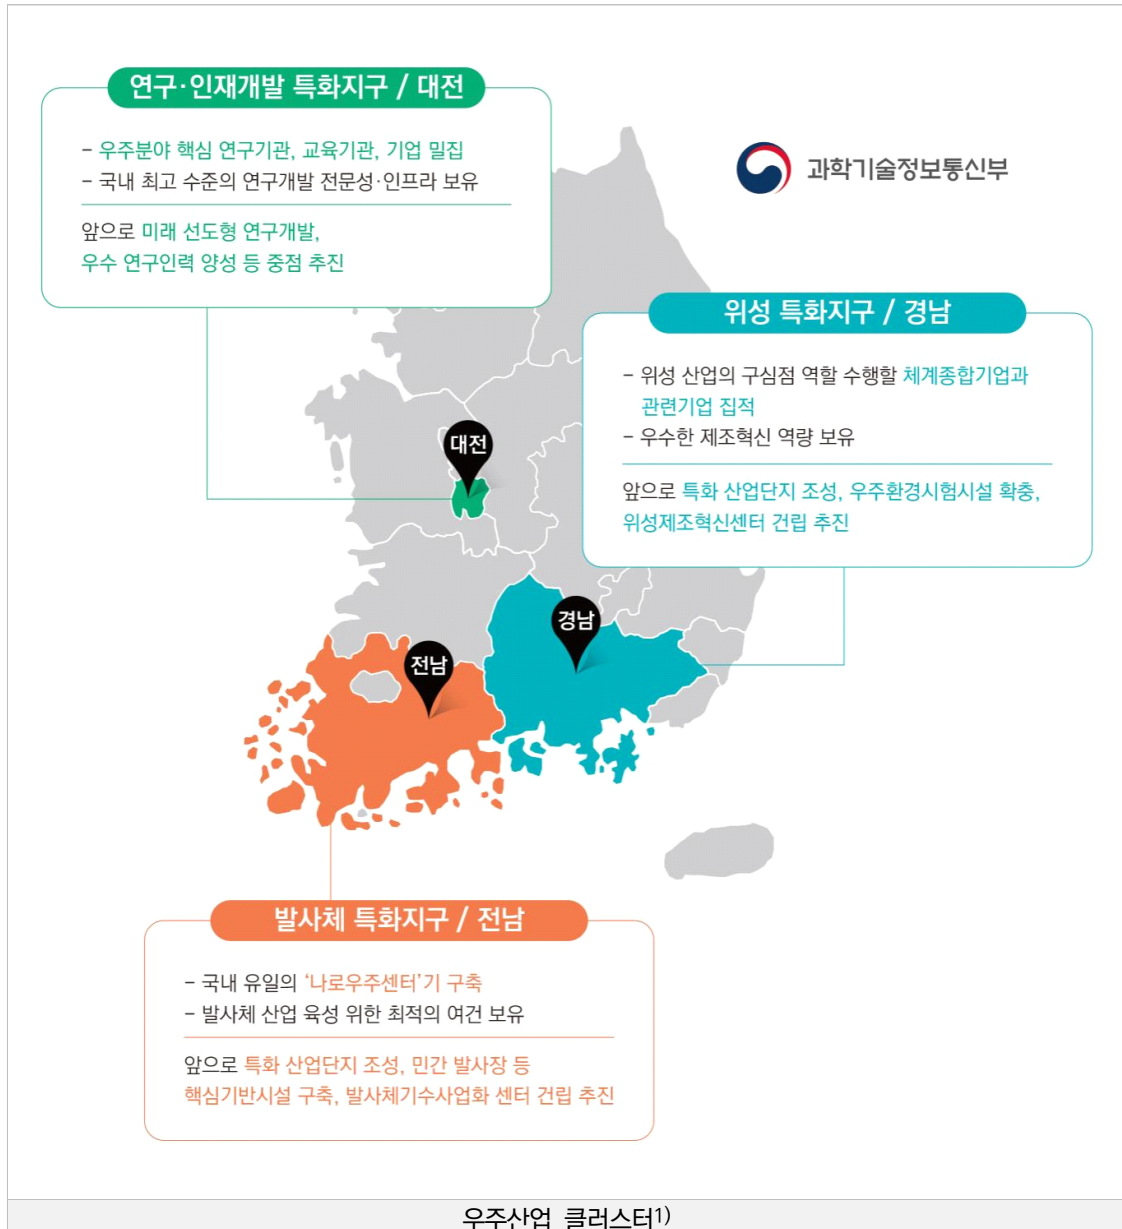 연구·인재개발 특화지구 / 대전
- 우주분야 핵심 연구기관, 교육기관, 기업 밀집
- 국내 최고 수준의 연구개발 전문성·인프라 보유
앞으로 미래 선도형 연구개발,
우수 연구인력 양성 등 중점 추진
과학기술정보통신부
위성 특화지구 / 경남
- 위성 산업의 구심점 역할 수행할 체계종합기업과
관련기업 집적
- 우수한 제조혁신 역량 보유
앞으로 특화 산업단지 조성, 우주환경시험시설 확충,
위성제조혁신센터 건립 추진
대전
경남
전남
발사체 특화지구 / 전남
- 국내 유일의 ‘나로우주센터’기 구축
- 발사체 산업 육성 위한 최적의 여건 보유
앞으로 특화 산업단지 조성, 민간 발사장 등
핵심기반시설 구축, 발사체기수사업화 센터 건립 추진
우주산업 클러스터1)